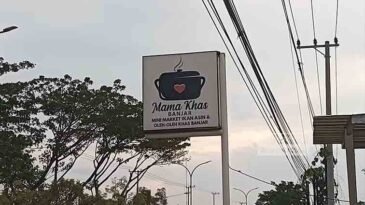 Mama Khas
BANJAR
MINI MARKET IKAN ASIN &
OLEH OLEH KHAS BANJAR